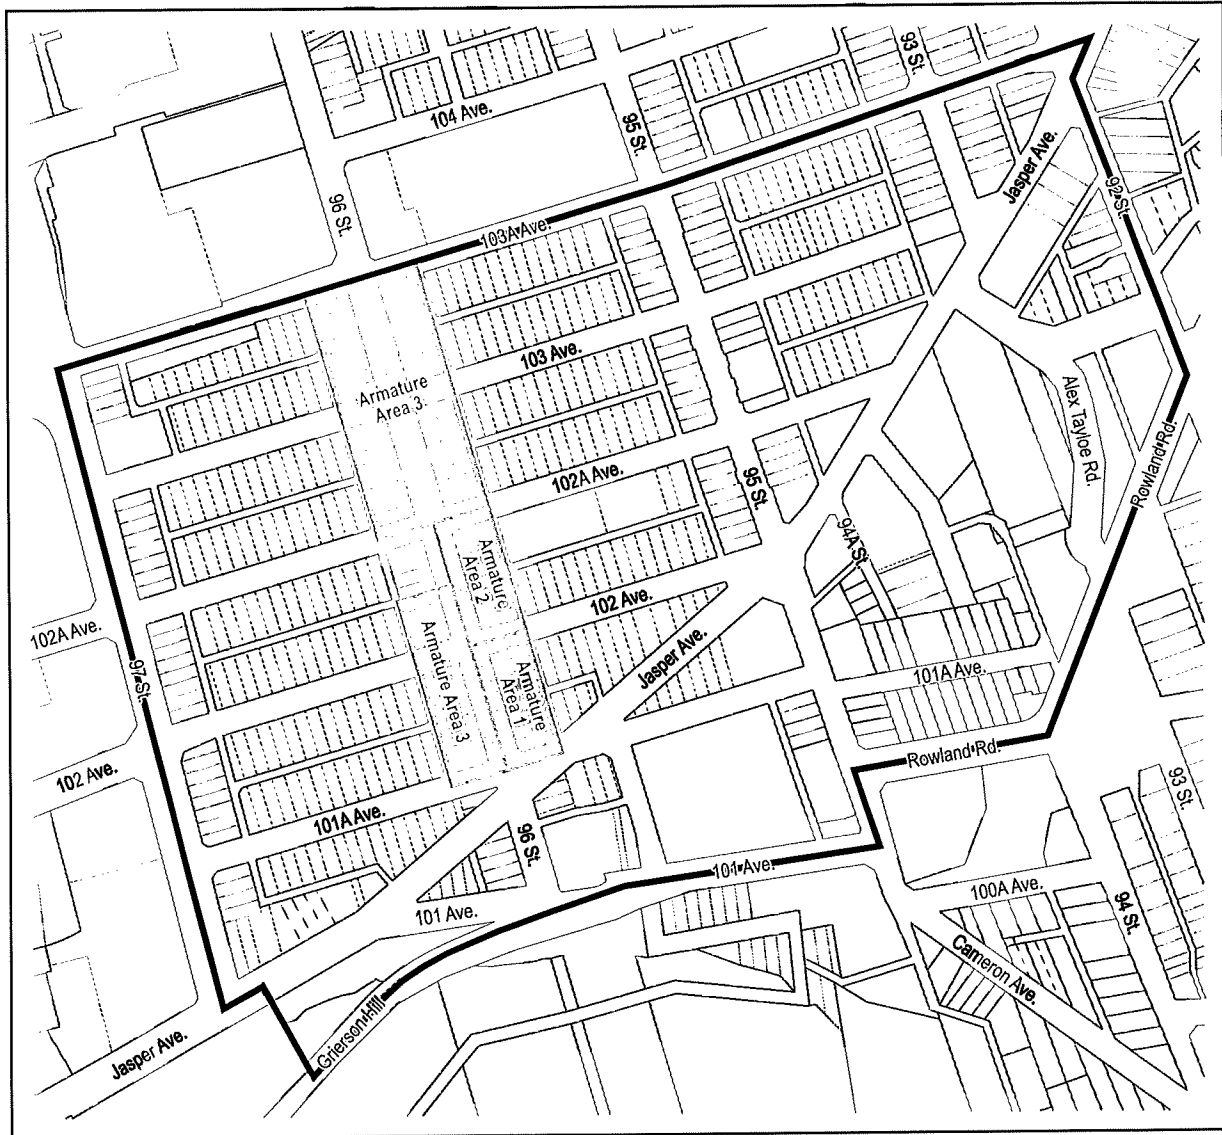 93 St.
104 Ave.
95 St.
Jasper Ave.
92 St.
96 St.
103A Ave.
103 Ave.
Armature
Area 3
Alex Tayloe Rd.
Rowland Rd.
102A Ave.
95 St.
94A St.
Armature
Area 2
102 Ave.
102A Ave.
97 St.
Armature Area 3
Armature
Area 1
Jasper Ave.
101A Ave.
102 Ave.
Rowland Rd.
93 St.
101A Ave.
96 St.
101 Ave.
100A Ave.
101 Ave.
94 St.
Cameron Ave.
Grierson Hill
Jasper Ave.